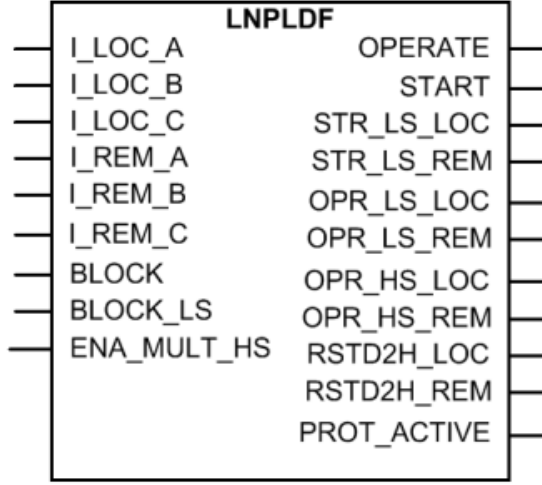 LNPLDF
I_LOC_A
I_LOC_B
I_LOC_C
I_REM_A
I_REM_B
I_REM_C
BLOCK
BLOCK_LS
ENA_MULT_HS
OPERATE
START
STR_LS_LOC
STR_LS_REM
OPR_LS_LOC
OPR_LS_REM
OPR_HS_LOC
OPR_HS_REM
RSTD2H_LOC
RSTD2H_REM
PROT_ACTIVE